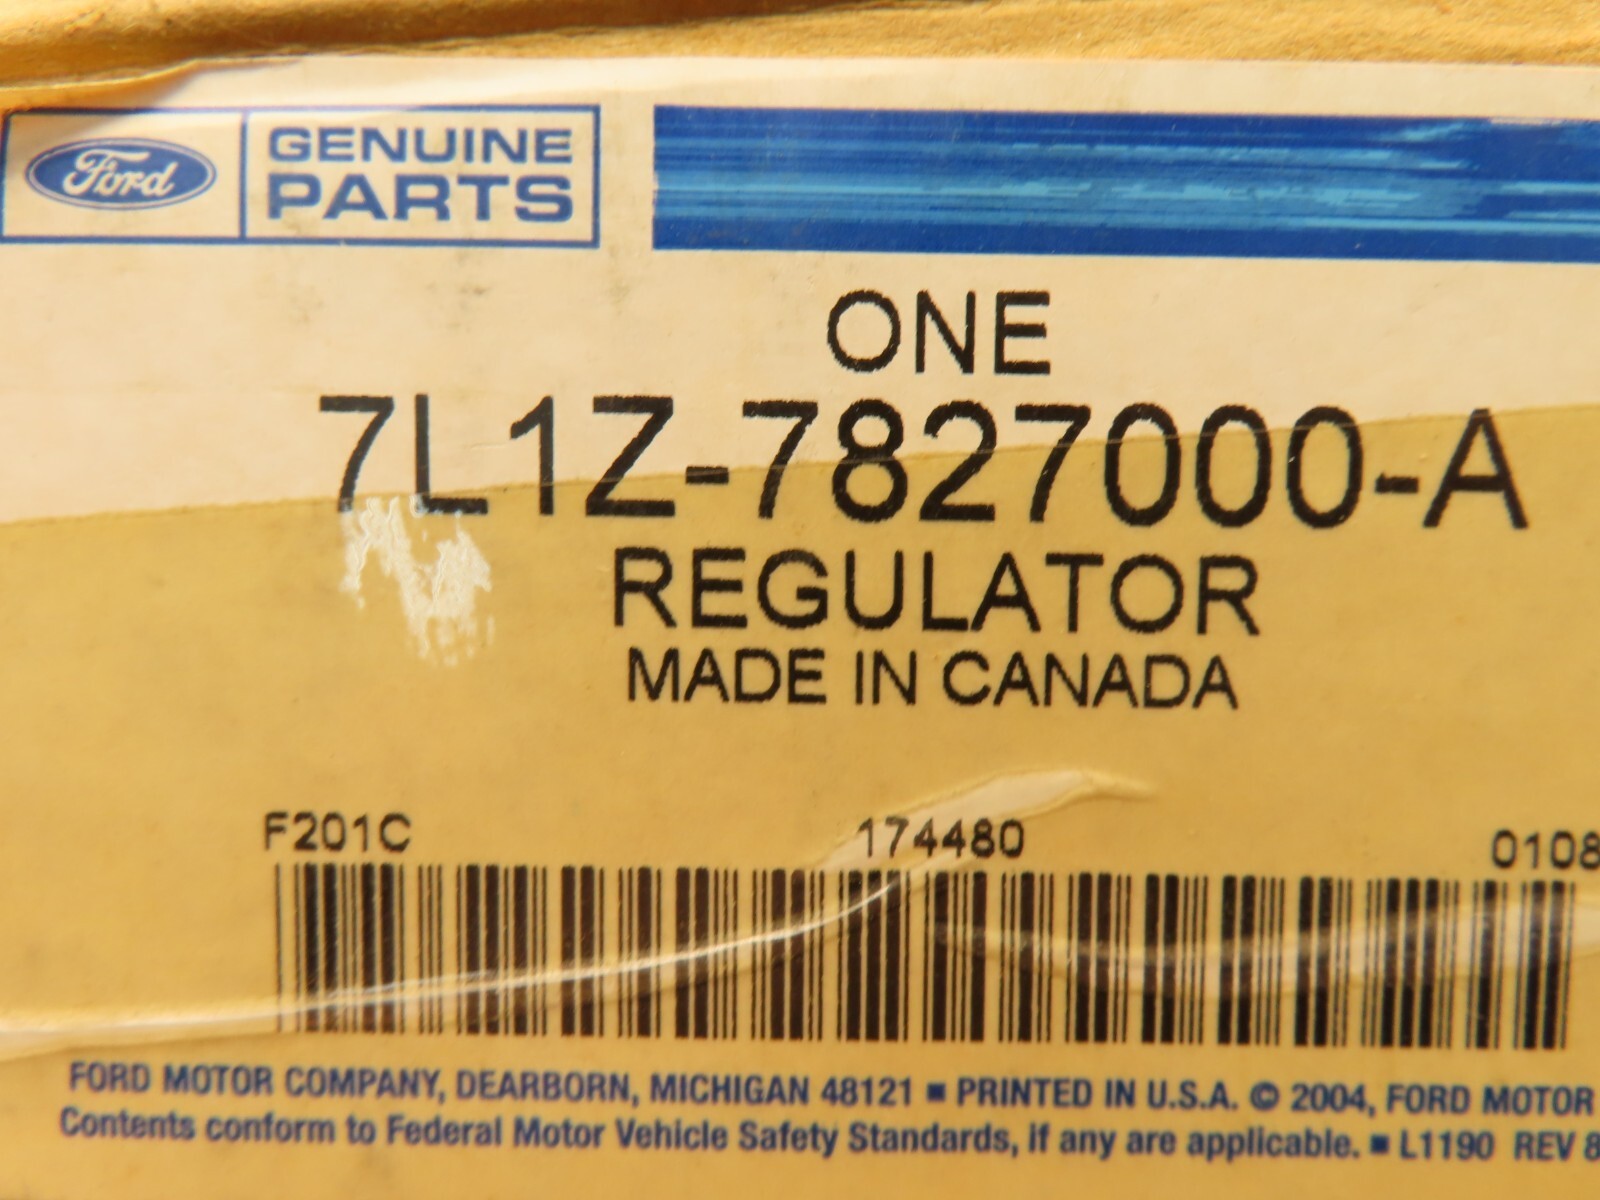 Ford
GENUINE
PARTS
ONE
7L1Z-7827000-A
REGULATOR
MADE IN CANADA
F201C 174480 0108
FORD MOTOR COMPANY, DEARBORN, MICHIGAN 48121 ■ PRINTED IN U.S.A. © 2004, FORD MOTOR
Contents conform to Federal Motor Vehicle Safety Standards, if any are applicable. ■ L1190 REV 8